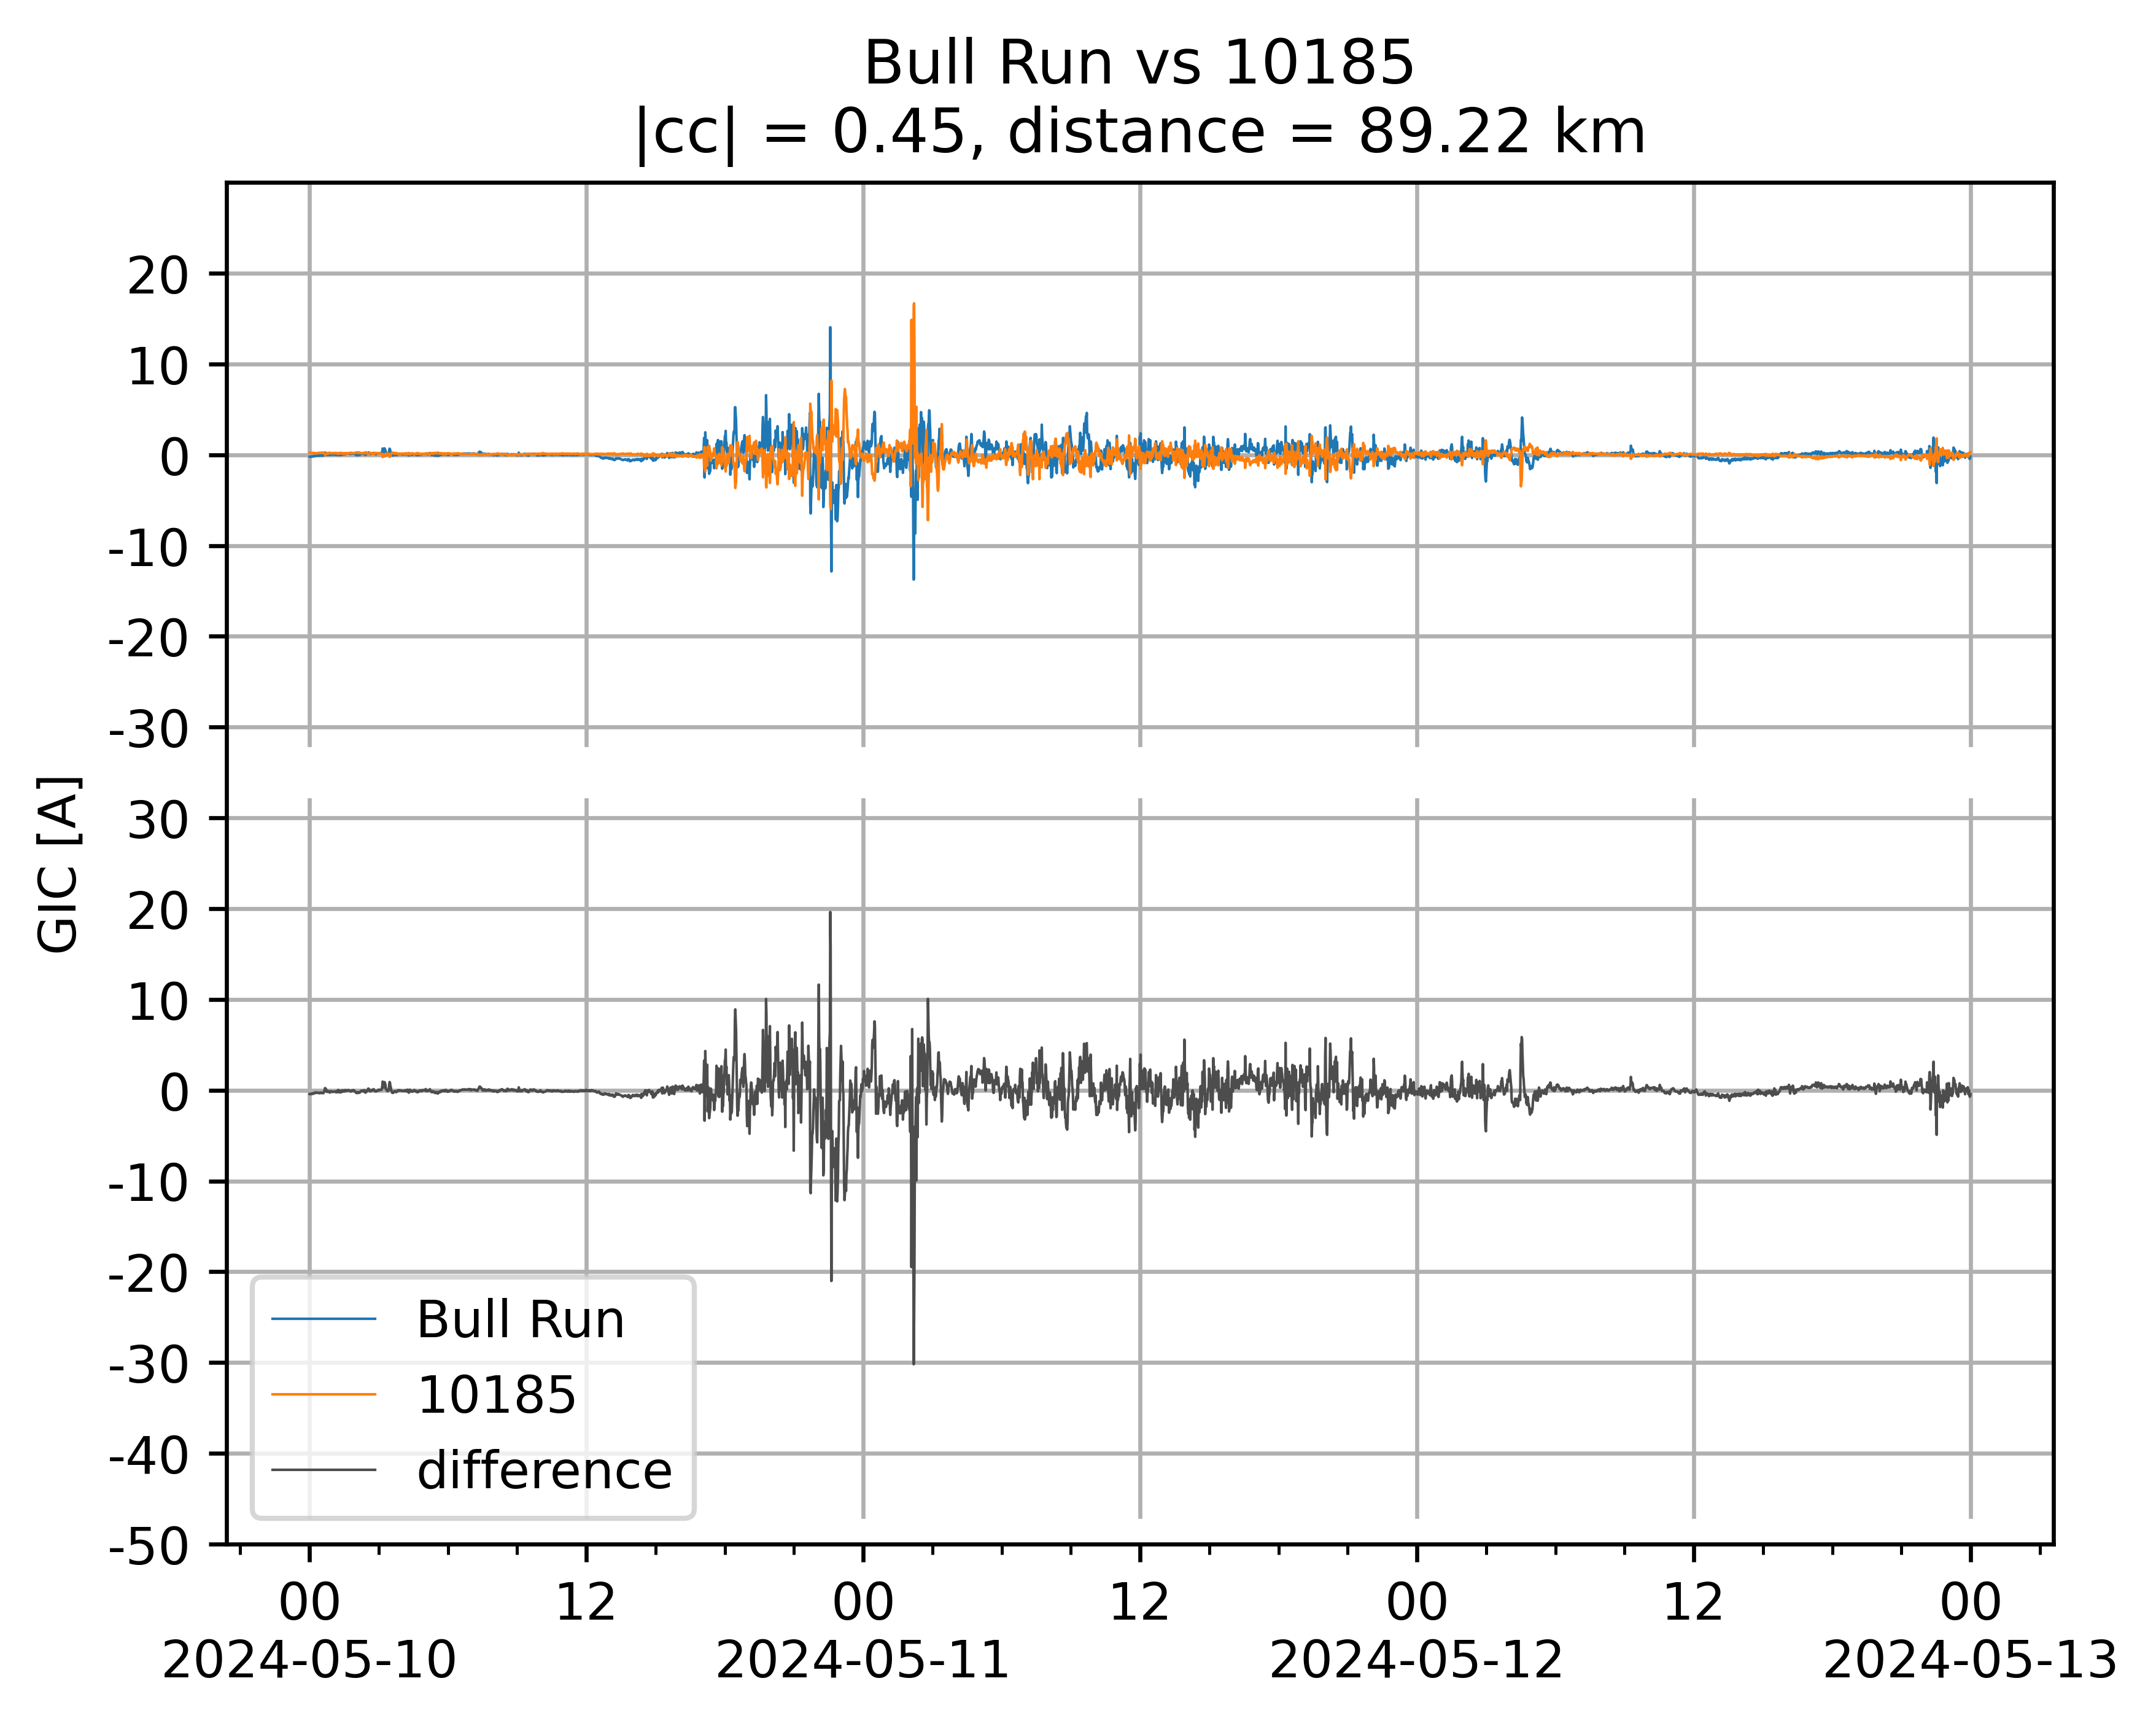 Bull Run vs 10185
|cc| = 0.45, distance = 89.22 km
20
10
0
-10
-20
-30
30
20
10
0
-10
-20
-30
-40
-50
GIC [A]
Bull Run
10185
difference
00 12 00 12 00 12 00
2024-05-10 2024-05-11 2024-05-12 2024-05-13